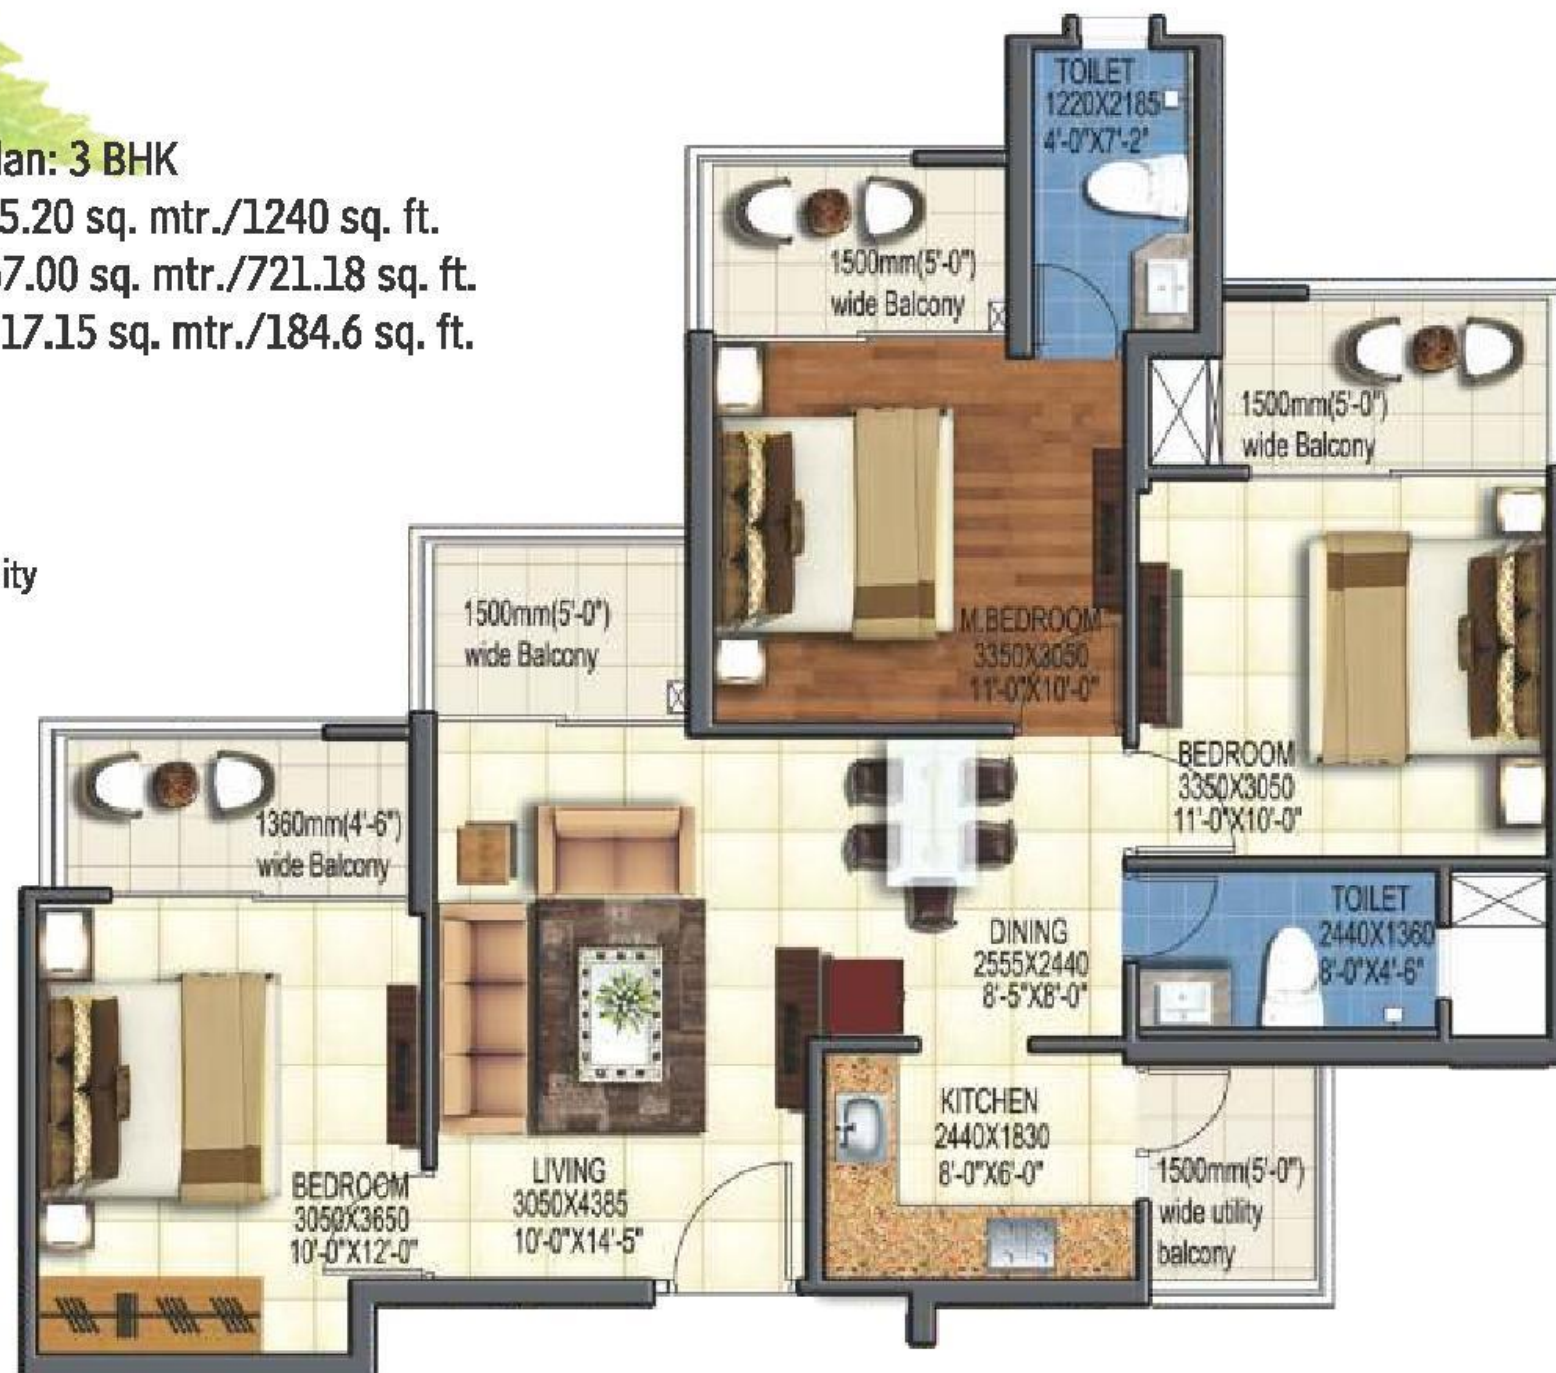 lan: 3 BHK
5.20 sq. mtr./1240 sq. ft.
7.00 sq. mtr./721.18 sq. ft.
17.15 sq. mtr./184.6 sq. ft.
ity
TOILET
1220X2185
4'-0"X7'-2"
1500mm(5'-0")
wide Balcony
1500mm(5'-0")
wide Balcony
1500mm(5'-0")
wide Balcony
M.BEDROOM
3350X3050
11'-0"X10'-0"
BEDROOM
3350X3050
11'-0"X10'-0"
1360mm(4'-6")
wide Balcony
TOILET
2440X1360
8'-0"X4'-6"
DINING
2555X2440
8'-5"X8'-0"
KITCHEN
2440X1830
8'-0"X6'-0"
BEDROOM
3050X3650
10'-0"X12'-0"
LIVING
3050X4385
10'-0"X14'-5"
1500mm(5'-0")
wide utility
balcony